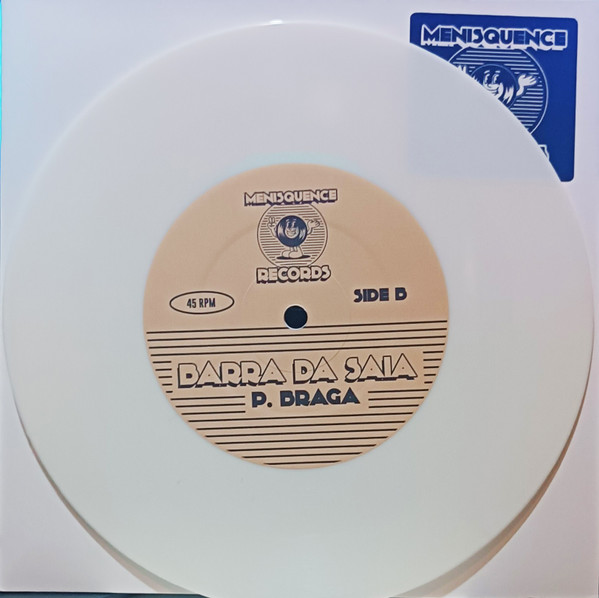 MENISQUENCE
MENISQUENCE
RECORDS
45 RPM
SIDE B
BARRA DA SAIA
P. BRAGA